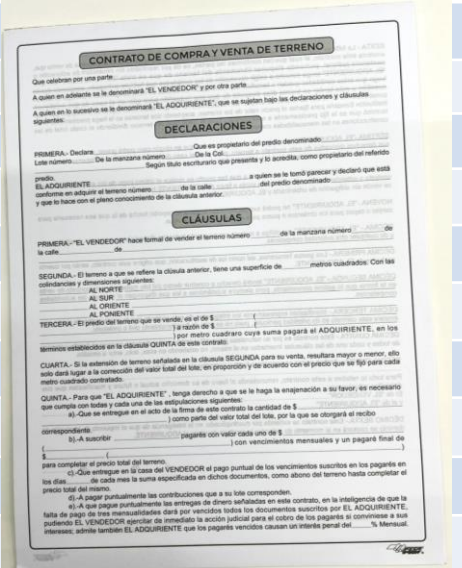 CONTRATO DE COMPRA Y VENTA DE TERRENO
Que celebran por una parte
A quien en adelante se le denominará "EL VENDEDOR" y por otra parte
A quien en lo sucesivo se le denominará "EL ADQUIRIENTE", que se sujetan bajo las declaraciones y cláusulas
siguientes:
DECLARACIONES
PRIMERA.- Declara Que es propietario del predio denominado
Lote número De la manzana número De la Col.
Según título escriturario que presenta y lo acredita, como propietario del referido
predio.
EL ADQUIRIENTE a quien se le tomó parecer y declaró que está
conforme en adquirir el terreno número de la calle del predio denominado
y que lo hace con el pleno conocimiento de la cláusula anterior.
CLÁUSULAS
PRIMERA.- "EL VENDEDOR" hace formal de vender el terreno número de la manzana número de
la calle de
SEGUNDA.- El terreno a que se refiere la cláusula anterior, tiene una superficie de metros cuadrados. Con las
colindancias y dimensiones siguientes:
AL NORTE
AL SUR
AL ORIENTE
AL PONIENTE
TERCERA.- El predio del terreno que se vende, es el de $ (
) a razón de $ (
) por metro cuadraro cuya suma pagará el ADQUIRIENTE, en los
términos establecidos en la cláusula QUINTA de este contrato.
CUARTA.- Si la extensión de terreno señalada en la cláusula SEGUNDA para su venta, resultara mayor o menor, ello
solo dará lugar a la corrección del valor total del lote, en proporción y de acuerdo con el precio que se fijó para cada
metro cuadrado contratado.
QUINTA.- Para que "EL ADQUIRIENTE" , tenga derecho a que se le haga la enajenación a su favor, es necesario
que cumpla con todas y cada una de las estipulaciones siguientes:
a).-Que se entregue en el acto de la firma de este contrato la cantidad de $
( ) como parte del valor total del lote, por la que se otorgará el recibo
correspondiente.
b).-A suscribir pagarés con valor cada uno de $
( ) con vencimientos mensuales y un pagaré final de
$ ( )
para completar el precio total del terreno.
c).-Que entregue en la casa del VENDEDOR el pago puntual de los vencimientos suscritos en los pagarés en
los días de cada mes la suma especificada en dichos documentos, como abono del terreno hasta completar el
precio total del mismo.
d).-A pagar puntualmente las contribuciones que a su lote corresponden.
e).-A que pague puntualmente las entregas de dinero señaladas en este contrato, en la inteligencia de que la
falta de pago de tres mensualidades dará por vencidos todos los documentos suscritos por EL ADQUIRIENTE,
pudiendo EL VENDEDOR ejercitar de inmediato la acción judicial para el cobro de los pagarés si conviniese a sus
intereses; admite también EL ADQUIRIENTE que los pagarés vencidos causan un interés penal del % Mensual.